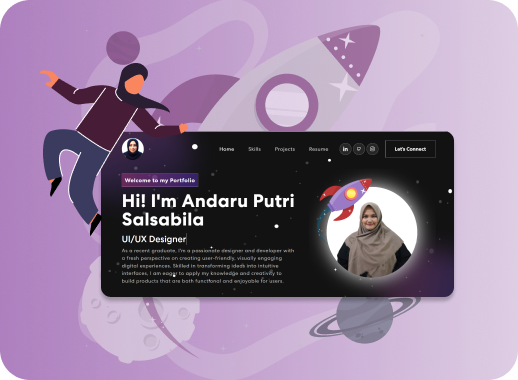 Home Skills Projects Resume in Let's Connect
Welcome to my Portfolio
Hi! I'm Andaru Putri
Salsabila
UI/UX Designer
As a recent graduate, I'm a passionate designer and developer with
a fresh perspective on creating user-friendly, visually engaging
digital experiences. Skilled in transforming ideas into intuitive
interfaces, I am eager to apply my knowledge and creativity to
build products that are both functional and enjoyable for users.